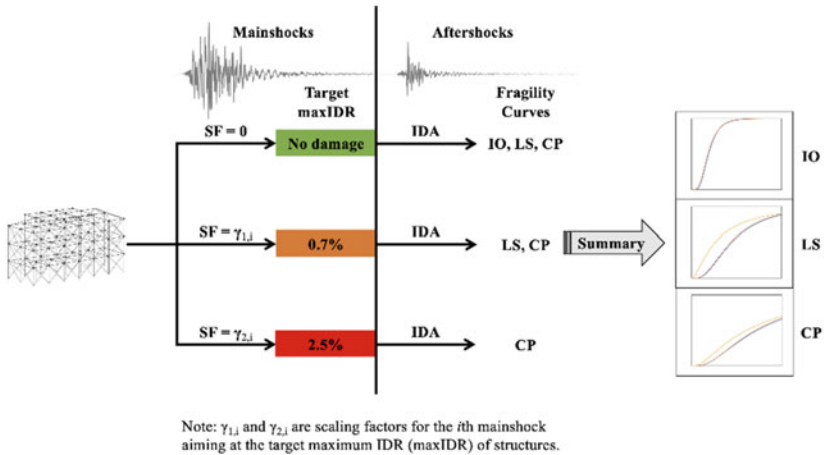 Mainshocks
Aftershocks
Target
maxIDR
Fragility
Curves
SF = 0
No damage
IDA
IO, LS, CP
SF = γ1,i
0.7%
IDA
LS, CP
SF = γ2,i
2.5%
IDA
CP
Summary
IO
LS
CP
Note: γ1,i and γ2,i are scaling factors for the ith mainshock
aiming at the target maximum IDR (maxIDR) of structures.